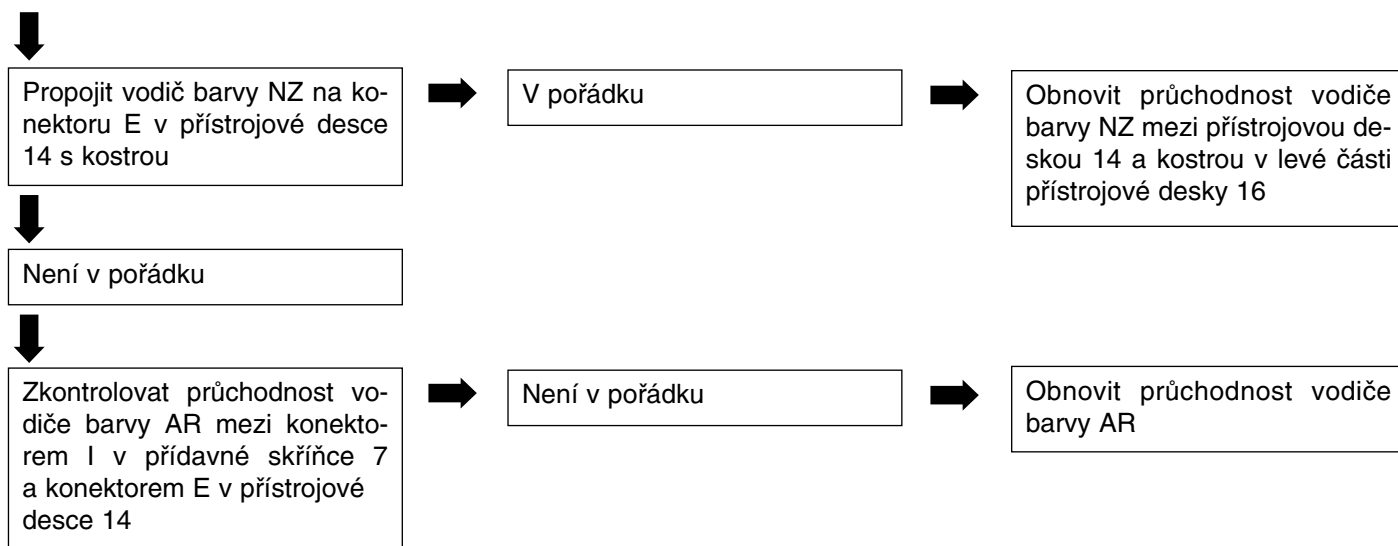 Propojit vodič barvy NZ na ko-
nektoru E v přístrojové desce
14 s kostrou
V pořádku
Obnovit průchodnost vodiče
barvy NZ mezi přístrojovou de-
skou 14 a kostrou v levé části
přístrojové desky 16
Není v pořádku
Zkontrolovat průchodnost vo-
diče barvy AR mezi konekto-
rem I v přídavné skříňce 7
a konektorem E v přístrojové
desce 14
Není v pořádku
Obnovit průchodnost vodiče
barvy AR